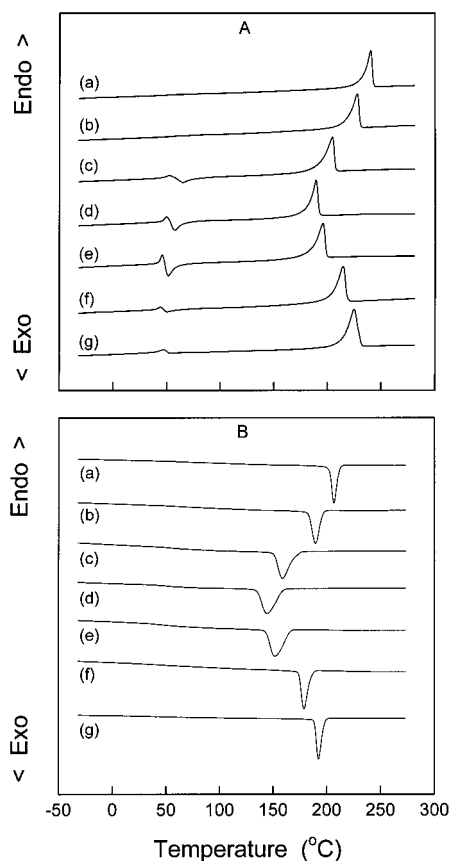 A
Endo >
< Exo
(a)
(b)
(c)
(d)
(e)
(f)
(g)
B
Endo >
< Exo
(a)
(b)
(c)
(d)
(e)
(f)
(g)
-50 0 50 100 150 200 250 300
Temperature (°C)